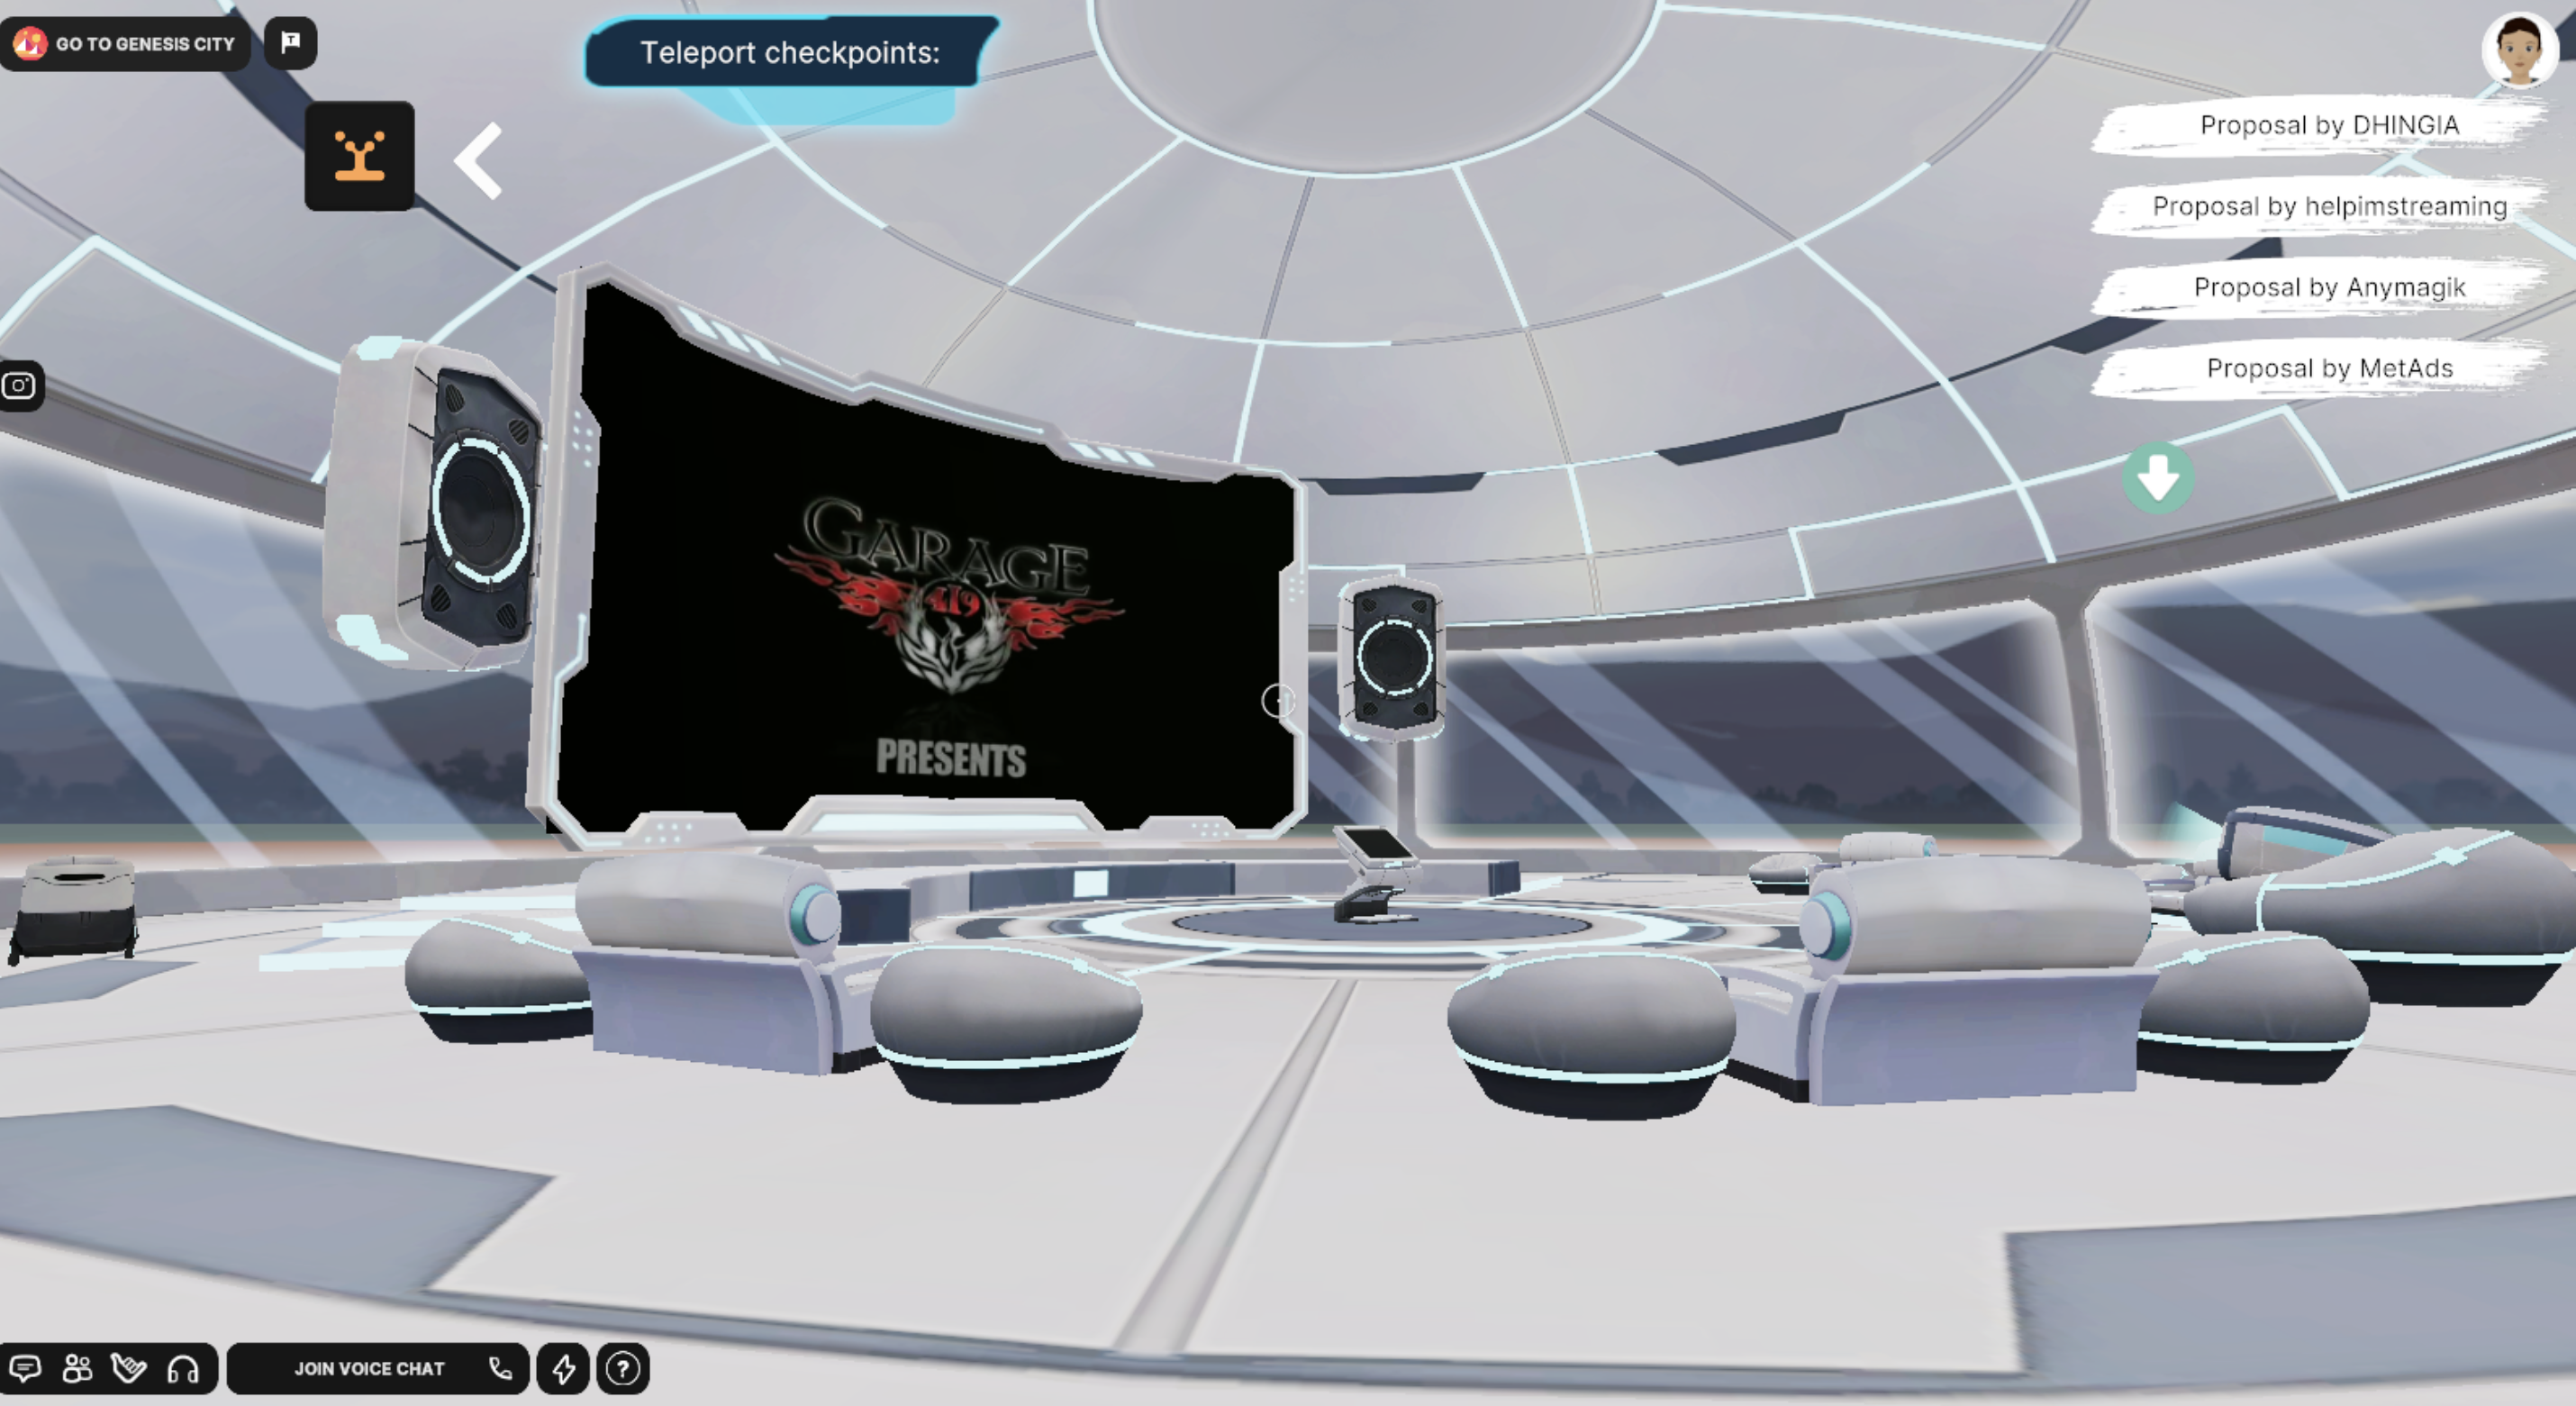 GO TO GENESIS CITY
Teleport checkpoints:
Proposal by DHINGIA
Proposal by helpimstreaming
Proposal by Anymagik
Proposal by MetAds
GARAGE
419
PRESENTS
JOIN VOICE CHAT
?